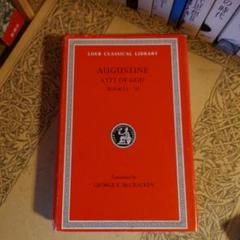 LOEB CLASSICAL LIBRARY
AUGUSTINE
CITY OF GOD
BOOKS I–III
Translated by
GEORGE E. McCRACKEN